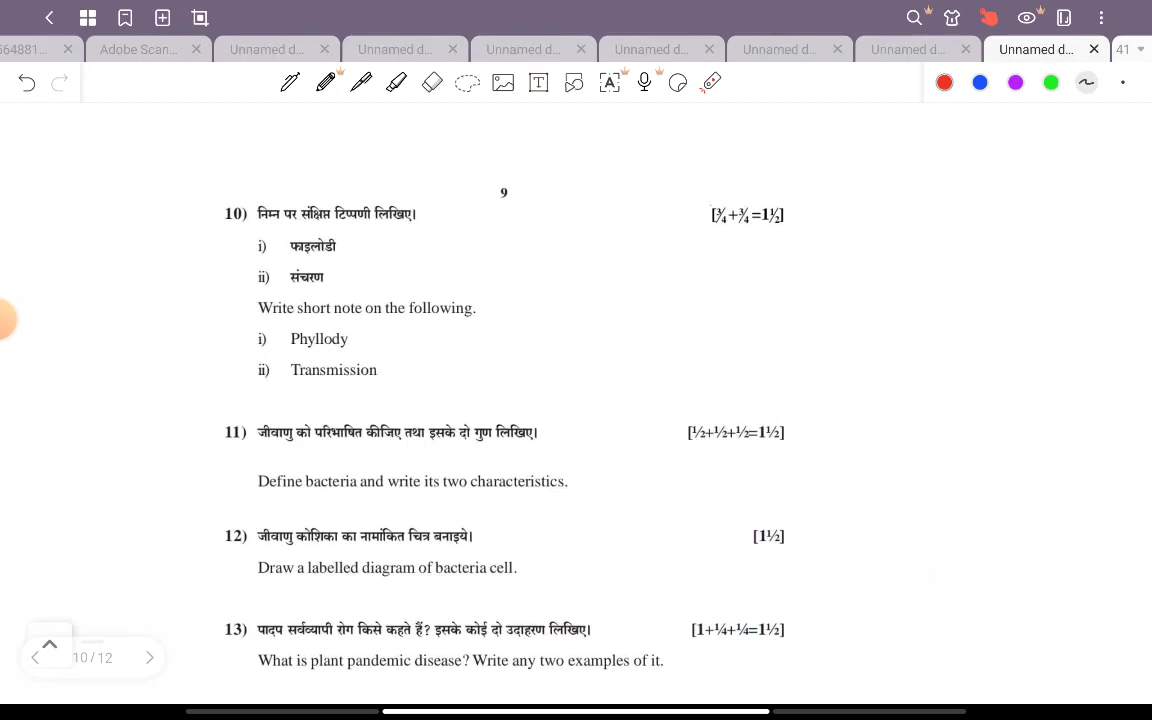 564881...
Adobe Scan...
Unnamed d...
Unnamed d...
Unnamed d...
Unnamed d...
Unnamed d...
Unnamed d...
Unnamed d...
41
9
10) निम्न पर संक्षिप्त टिप्पणी लिखिए। [¾+¾=1½]
i) फाइलोडी
ii) संचरण
Write short note on the following.
i) Phyllody
ii) Transmission
11) जीवाणु को परिभाषित कीजिए तथा इसके दो गुण लिखिए। [½+½+½=1½]
Define bacteria and write its two characteristics.
12) जीवाणु कोशिका का नामांकित चित्र बनाइये। [1½]
Draw a labelled diagram of bacteria cell.
13) पादप सर्वव्यापी रोग किसे कहते हैं? इसके कोई दो उदाहरण लिखिए। [1+¼+¼=1½]
What is plant pandemic disease? Write any two examples of it.
10/12